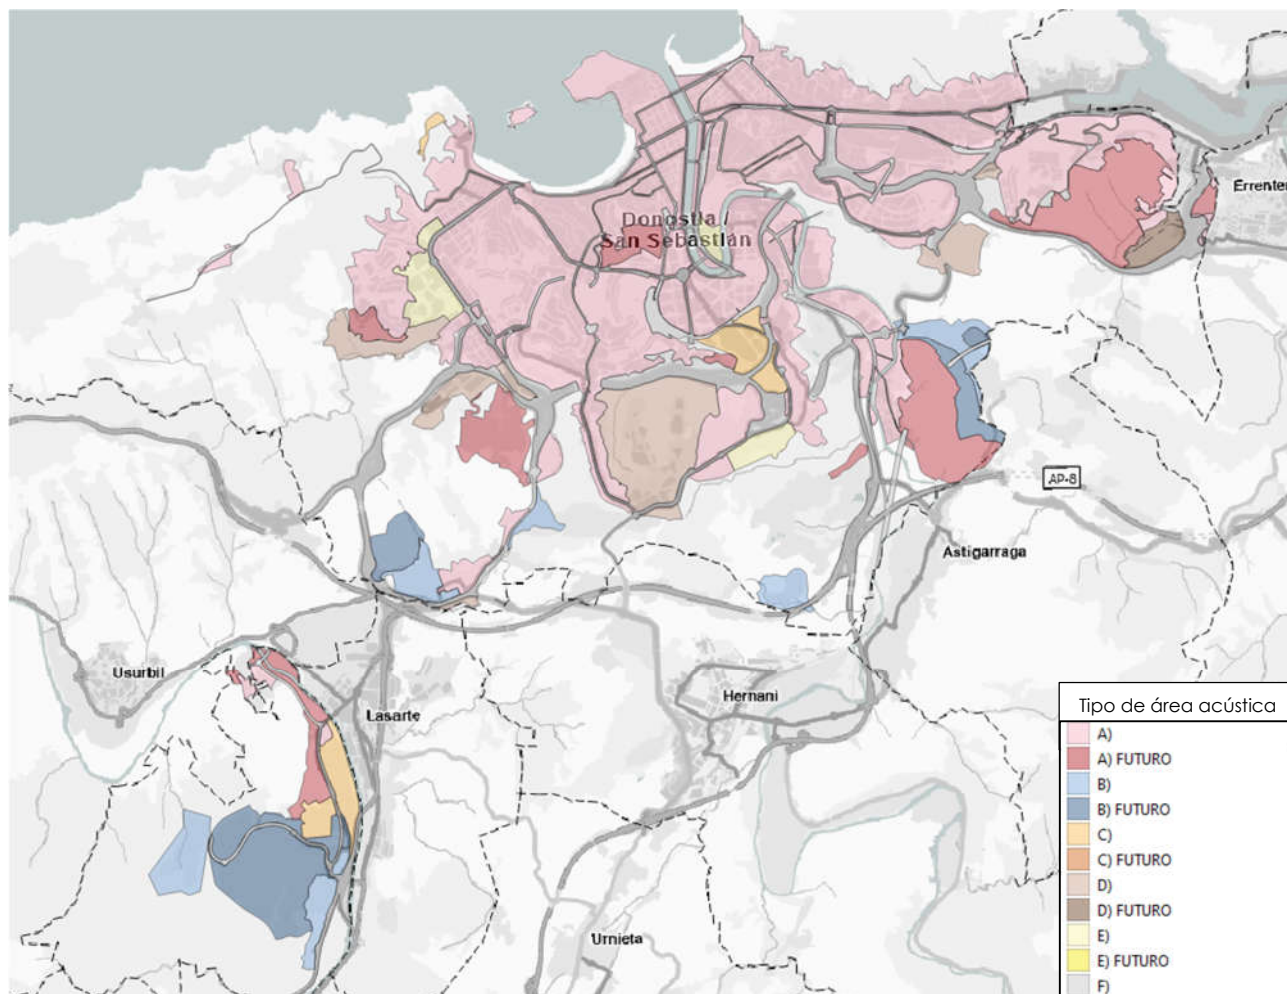 Errenter
Donostia /
San Sebastián
AP-8
Astigarraga
Usurbil
Hernani
Lasarte
Urnieta
Tipo de área acústica
A)
A) FUTURO
B)
B) FUTURO
C)
C) FUTURO
D)
D) FUTURO
E)
E) FUTURO
F)